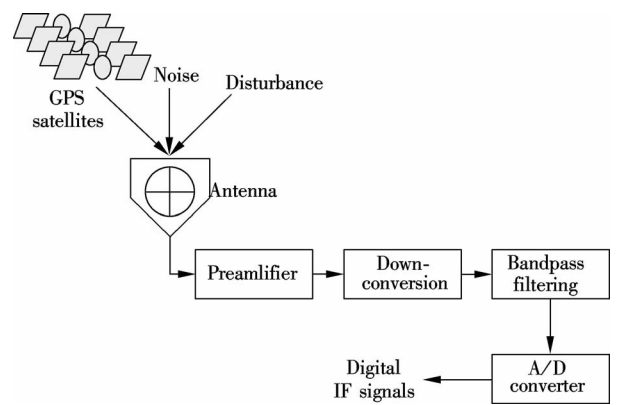 GPS
satellites
Noise
Disturbance
Antenna
Preamlifier
Down-
conversion
Bandpass
filtering
A/D
converter
Digital
IF signals